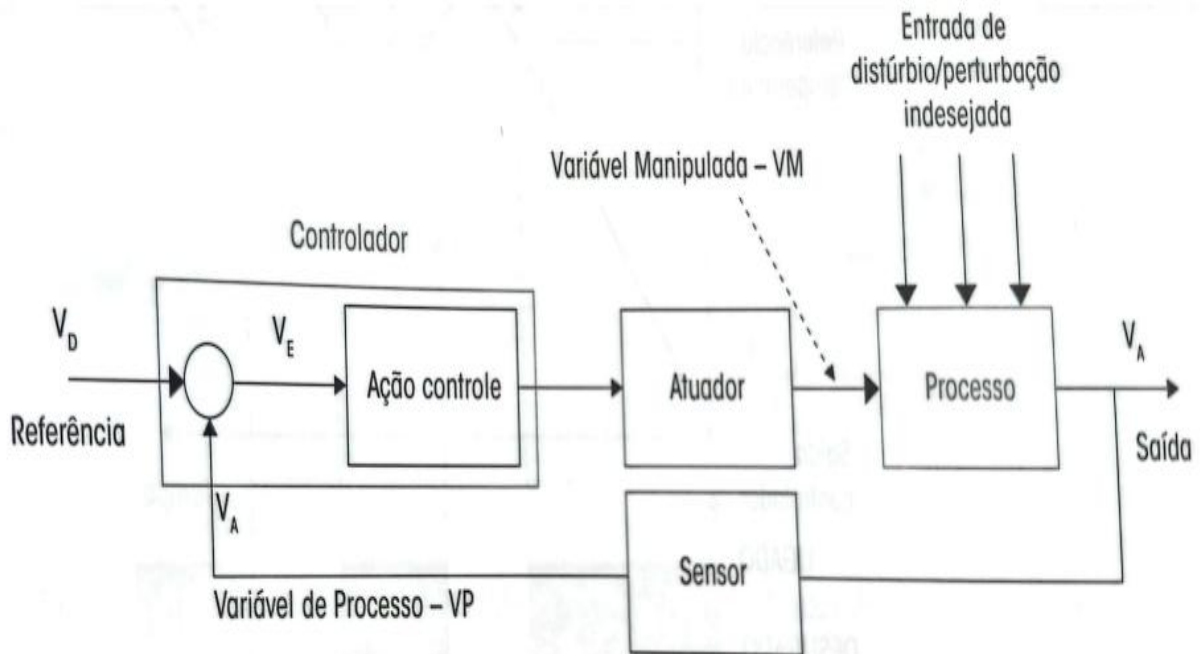 Entrada de
distúrbio/perturbação
indesejada
Variável Manipulada – VM
Controlador
V_D
V_E
Ação controle
Atuador
Processo
V_A
Referência
Saída
V_A
Sensor
Variável de Processo – VP